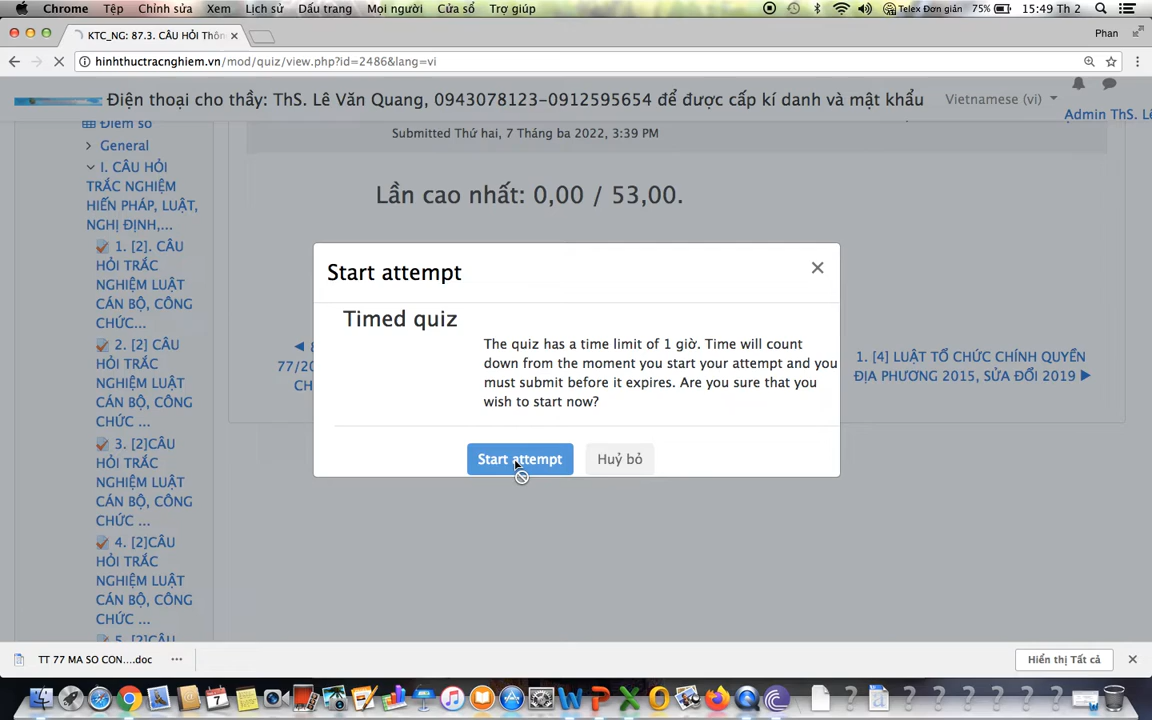 Chrome Tệp Chỉnh sửa Xem Lịch sử Dấu trang Mọi người Cửa sổ Trợ giúp Telex Đơn giản 75% 15:49 Th 2
KTC_NG: 87.3. CÂU HỎI Thôn Phan
hinhthuctracnghiem.vn/mod/quiz/view.php?id=2486&lang=vi
Điện thoại cho thầy: ThS. Lê Văn Quang, 0943078123-0912595654 để được cấp kí danh và mật khẩu Vietnamese (vi)
Admin ThS. Lê
Điểm số
Submitted Thứ hai, 7 Tháng ba 2022, 3:39 PM
General
I. CÂU HỎI
TRẮC NGHIỆM
HIẾN PHÁP, LUẬT,
NGHỊ ĐỊNH,...
Lần cao nhất: 0,00 / 53,00.
1. [2]. CÂU
HỎI TRẮC
NGHIỆM LUẬT
CÁN BỘ, CÔNG
CHỨC...
2. [2] CÂU
HỎI TRẮC
NGHIỆM LUẬT
CÁN BỘ, CÔNG
CHỨC ...
3. [2]CÂU
HỎI TRẮC
NGHIỆM LUẬT
CÁN BỘ, CÔNG
CHỨC ...
4. [2]CÂU
HỎI TRẮC
NGHIỆM LUẬT
CÁN BỘ, CÔNG
CHỨC ...
5. [2]CÂU
Start attempt
Timed quiz
The quiz has a time limit of 1 giờ. Time will count
down from the moment you start your attempt and you
must submit before it expires. Are you sure that you
wish to start now?
Start attempt Huỷ bỏ
◀ 8
77/20
CH
1. [4] LUẬT TỔ CHỨC CHÍNH QUYỀN
ĐỊA PHƯƠNG 2015, SỬA ĐỔI 2019 ▶
TT 77 MA SO CON....doc Hiển thị Tất cả